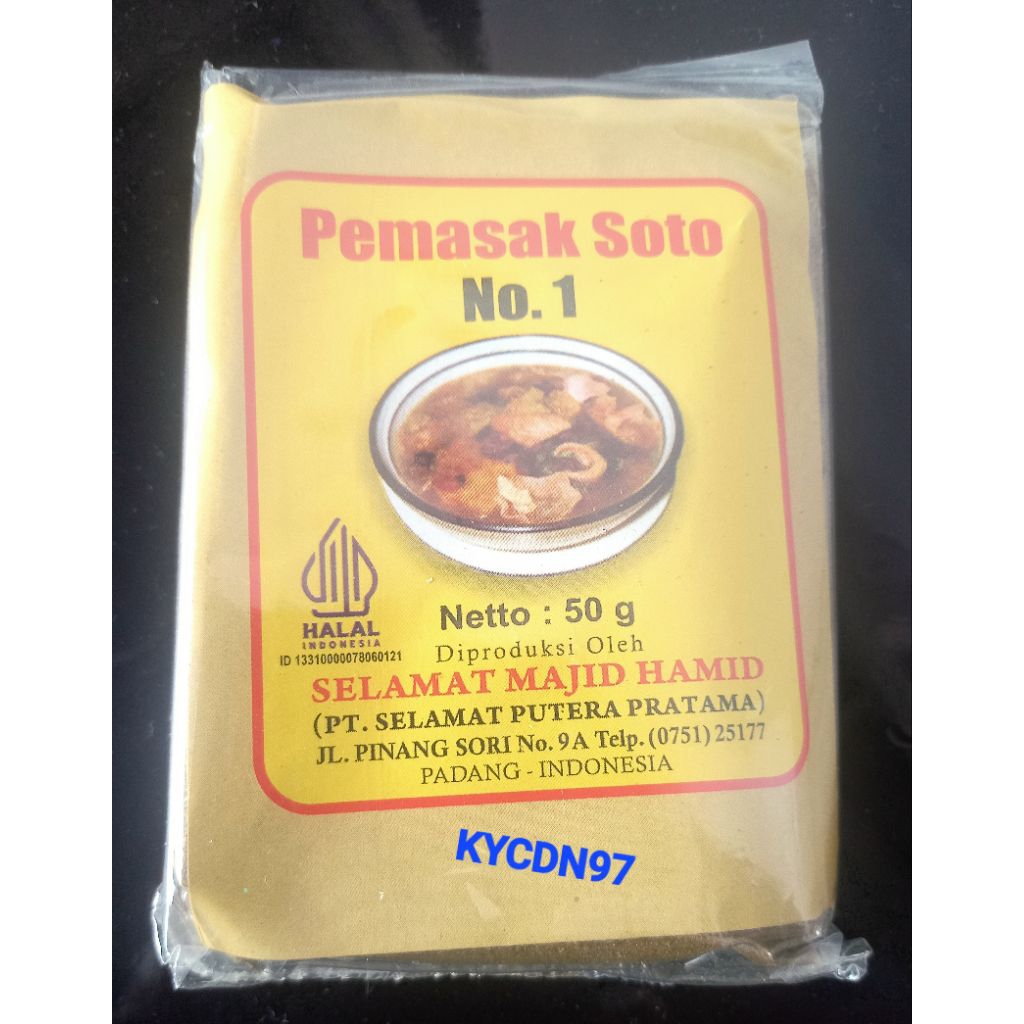 Pemasak Soto
No. 1
HALAL
INDONESIA
ID 13310000078060121
Netto : 50 g
Diproduksi Oleh
SELAMAT MAJID HAMID
(PT. SELAMAT PUTERA PRATAMA)
JL. PINANG SORI No. 9A Telp. (0751) 25177
PADANG - INDONESIA
KYCDN97